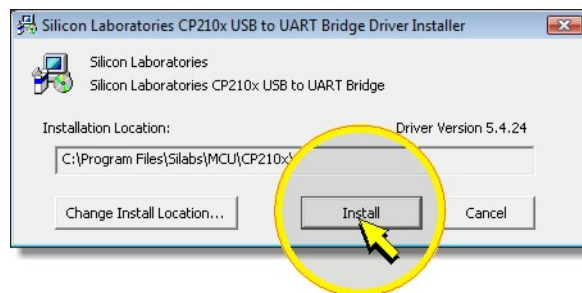 Silicon Laboratories CP210x USB to UART Bridge Driver Installer
Silicon Laboratories
Silicon Laboratories CP210x USB to UART Bridge
Installation Location:
Driver Version 5.4.24
C:\Program Files\Silabs\MCU\CP210x\
Change Install Location...
Install
Cancel